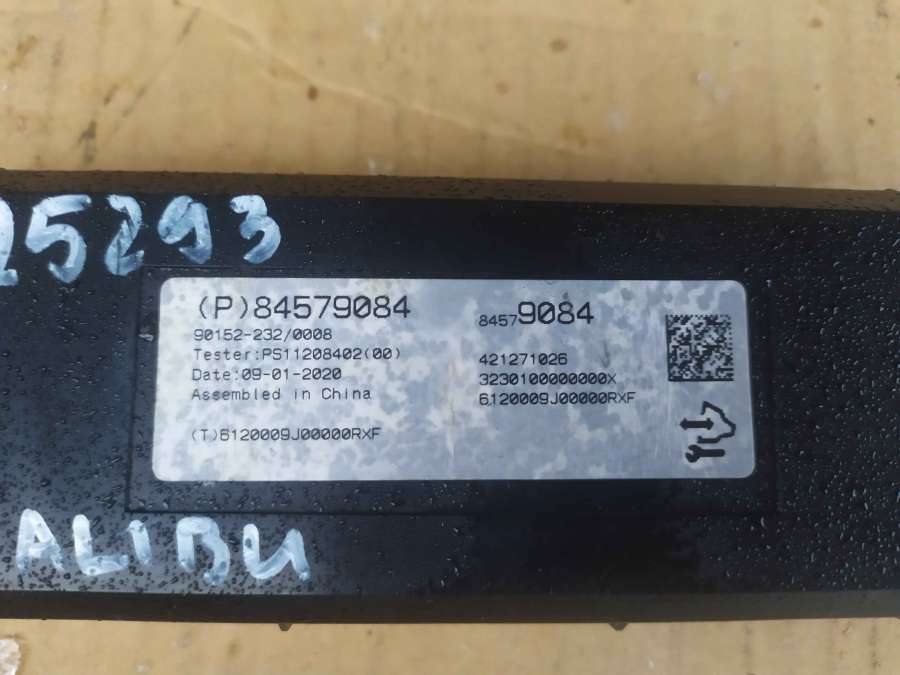 25293
(P)84579084
90152-232/0008
Tester:PS11208402(00)
Date:09-01-2020
Assembled in China
(T)6120009J00000RXF
84579084
421271026
3230100000000X
6120009J00000RXF
ALIBU